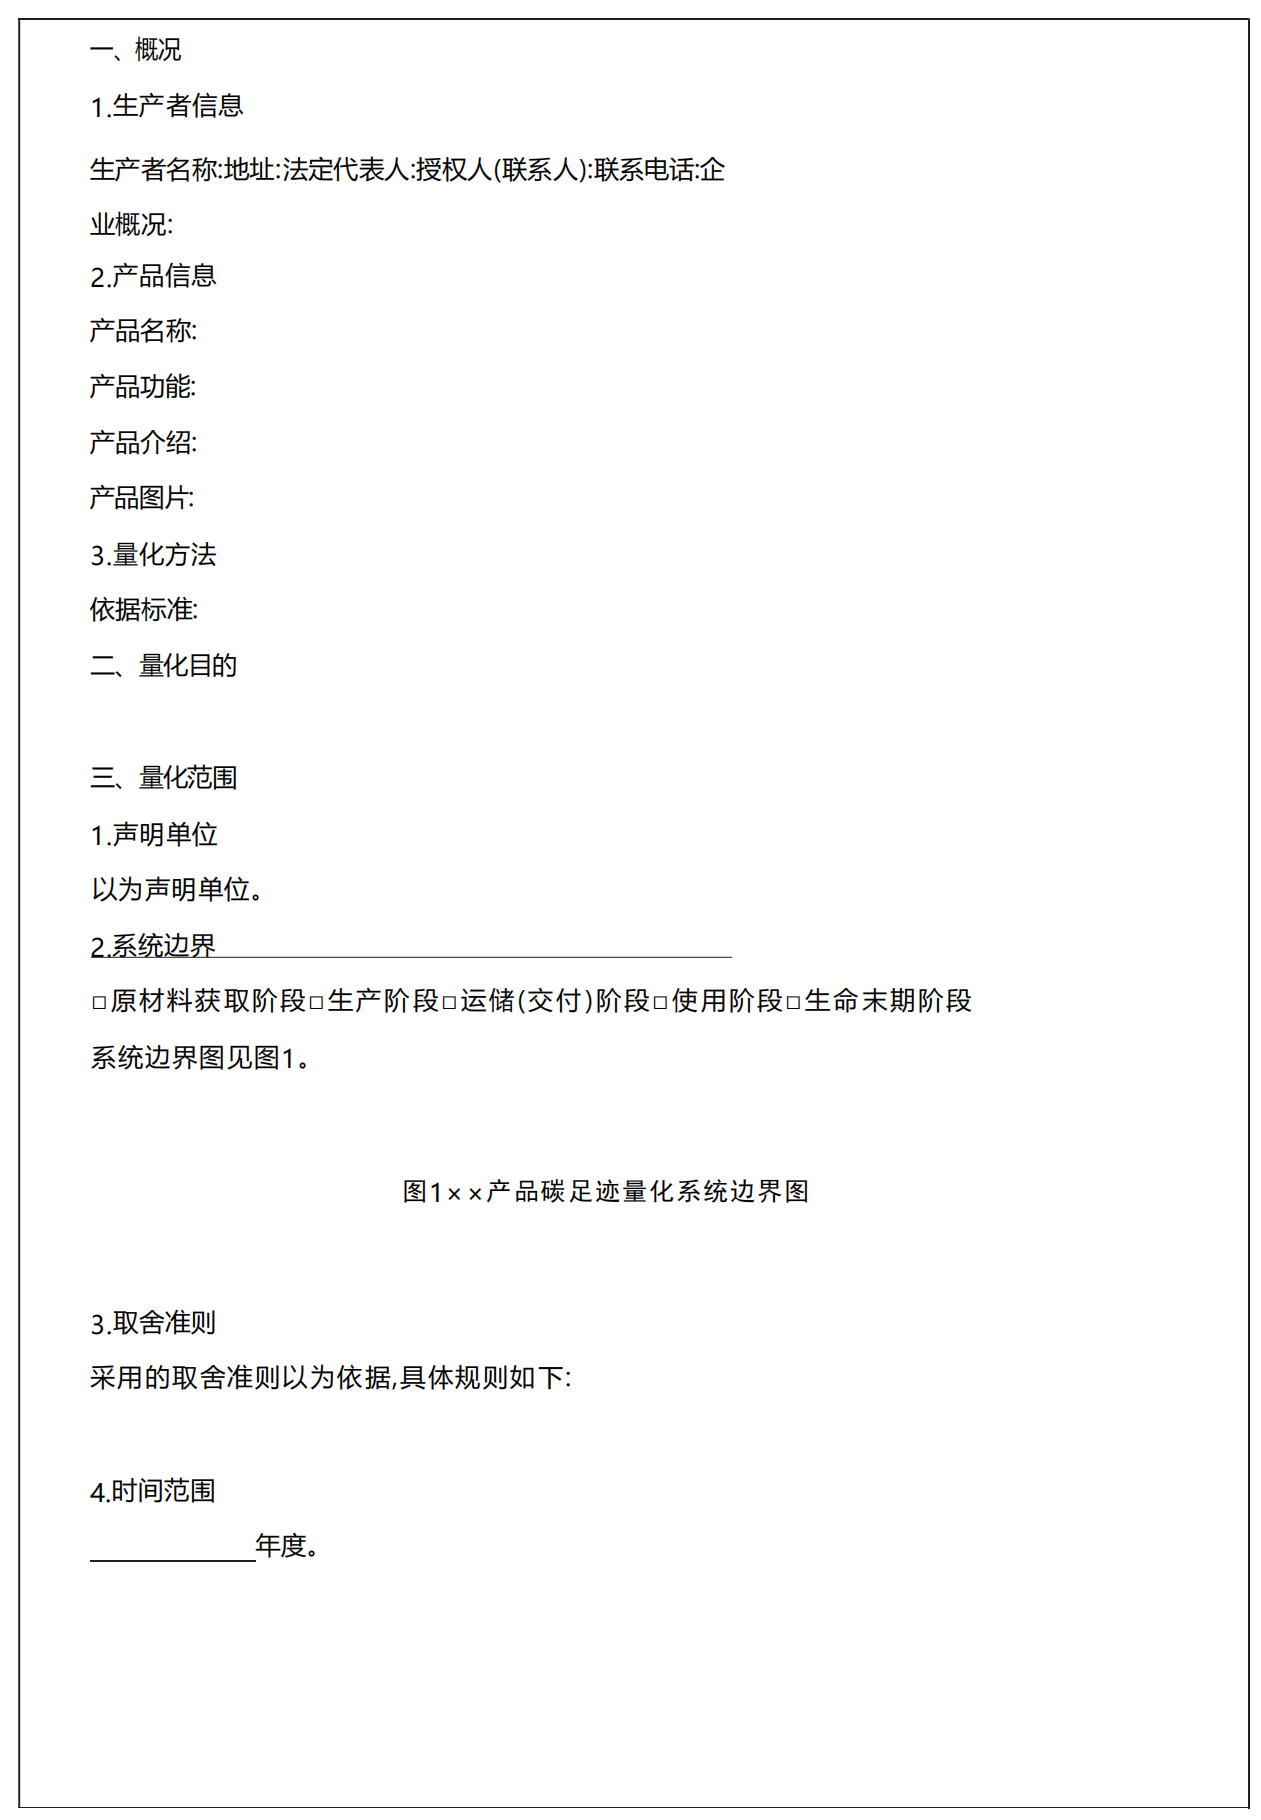 一、概况
1.生产者信息
生产者名称:地址:法定代表人:授权人(联系人):联系电话:企
业概况:
2.产品信息
产品名称:
产品功能:
产品介绍:
产品图片:
3.量化方法
依据标准:
二、量化目的
三、量化范围
1.声明单位
以为声明单位。
2.系统边界
□原材料获取阶段□生产阶段□运储(交付)阶段□使用阶段□生命末期阶段
系统边界图见图1。
图1××产品碳足迹量化系统边界图
3.取舍准则
采用的取舍准则以为依据,具体规则如下:
4.时间范围
年度。